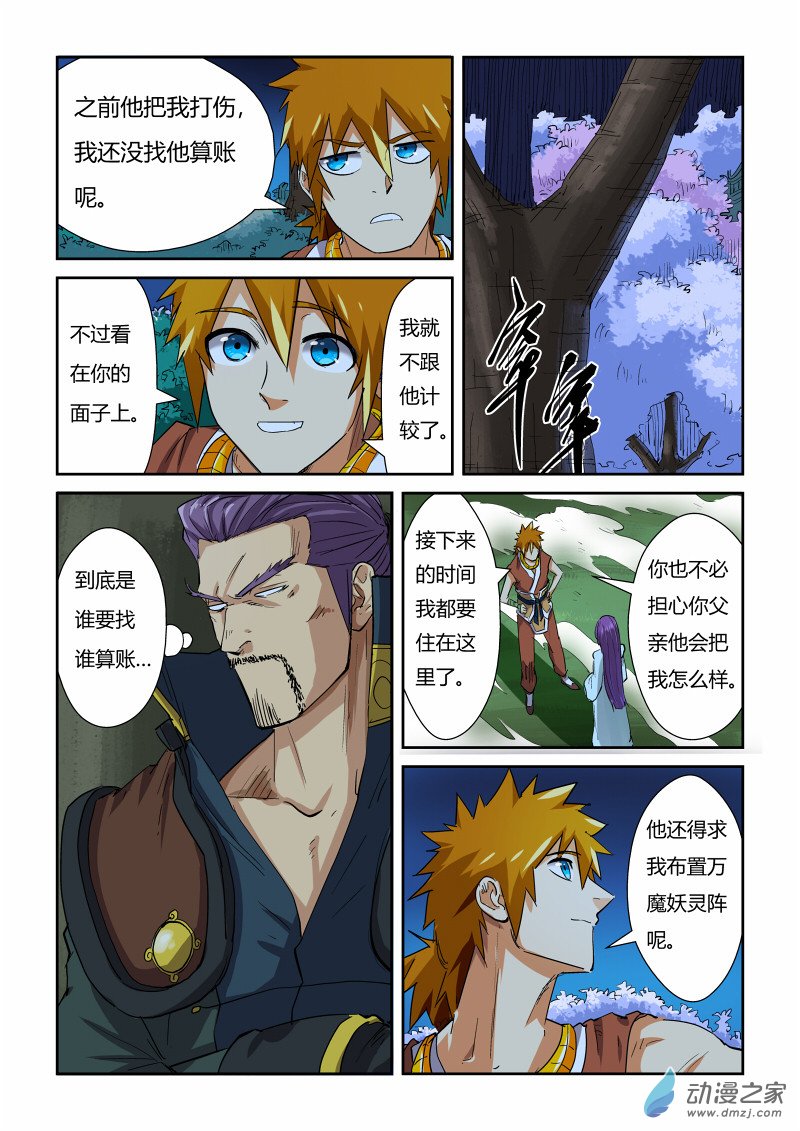 之前他把我打伤，
我还没找他算账
呢。
不过看
在你的
面子上。
我就
不跟
他计
较了。
到底是
谁要找
谁算账...
接下来
的时间
我都要
住在这
里了。
你也不必
担心你父
亲他会把
我怎么样。
他还得求
我布置万
魔妖灵阵
呢。
动漫之家
www.dmzj.com